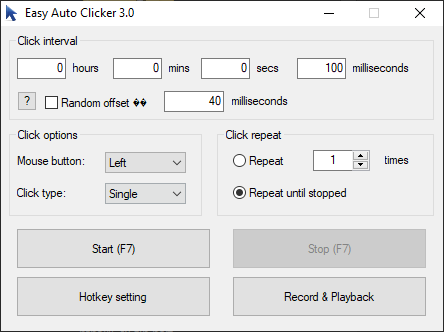 Easy Auto Clicker 3.0
Click interval
0 hours 0 mins 0 secs 100 milliseconds
? Random offset �� 40 milliseconds
Click options
Mouse button: Left
Click type: Single
Click repeat
Repeat 1 times
Repeat until stopped
Start (F7)
Stop (F7)
Hotkey setting
Record & Playback